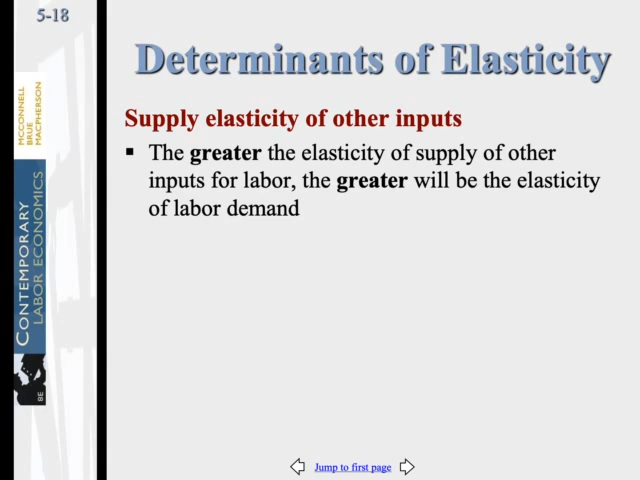 5-18
Determinants of Elasticity
MCCONNELL
BRUE
MACPHERSON
CONTEMPORARY
LABOR ECONOMICS
8E
Supply elasticity of other inputs
▪ The greater the elasticity of supply of other
inputs for labor, the greater will be the elasticity
of labor demand
Jump to first page